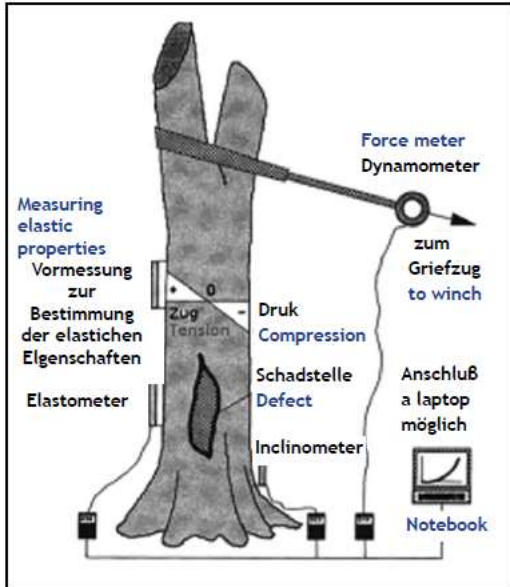 Force meter
Dynamometer
Measuring
elastic
properties
Vormessung
zur
Bestimmung
der elastichen
Elgenschaften
zum
Griefzug
to winch
+ 0 -
Zug
Tension
Druk
Compression
Elastometer
Schadstelle
Defect
Anschluß
a laptop
möglich
Inclinometer
Notebook